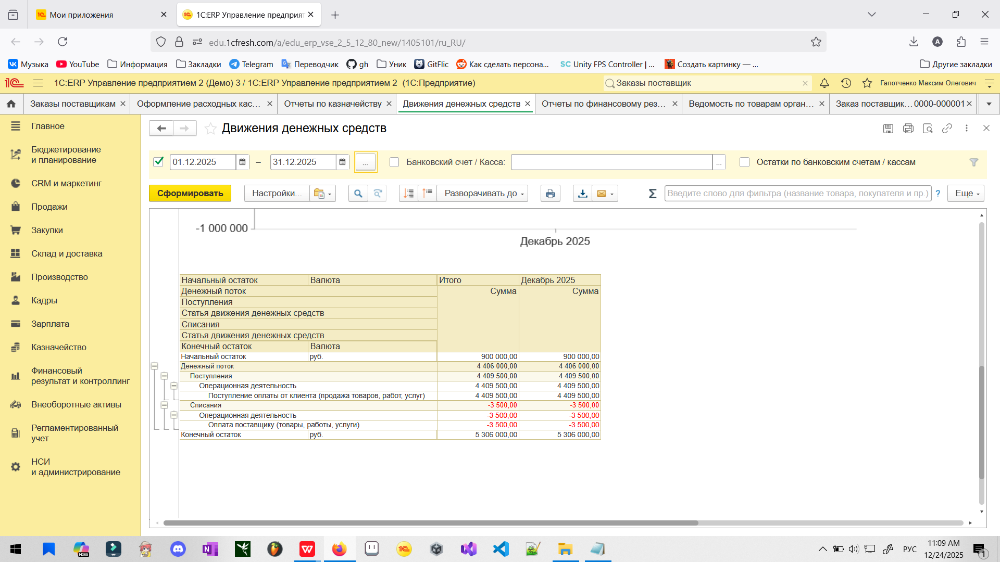 Мои приложения
1С:ERP Управление предприят
edu.1cfresh.com/a/edu_erp_vse_2_5_12_80_new/1405101/ru_RU/
A
Музыка
YouTube
Информация
Закладки
Telegram
Переводчик
gh
Уник
GitFlic
Как сделать персона...
SC Unity FPS Controller | ...
Создать картинку — ...
Другие закладки
1С:ERP Управление предприятием 2 (Демо) 3 / 1С:ERP Управление предприятием 2 (1С:Предприятие)
Заказы поставщик
Гапотченко Максим Олегович
Заказы поставщикам
Оформление расходных кас...
Отчеты по казначейству
Движения денежных средств
Отчеты по финансовому рез...
Ведомость по товарам орган...
Заказ поставщик... 0000-000001
Главное
Бюджетирование
и планирование
CRM и маркетинг
Продажи
Закупки
Склад и доставка
Производство
Кадры
Зарплата
Казначейство
Финансовый
результат и контроллинг
Внеоборотные активы
Регламентированный
учет
НСИ
и администрирование
Движения денежных средств
01.12.2025 – 31.12.2025 ...
Банковский счет / Касса: ...
Остатки по банковским счетам / кассам
Сформировать
Настройки...
Разворачивать до
Σ
Введите слово для фильтра (название товара, покупателя и пр.)
?
Еще
-1 000 000
Декабрь 2025
Начальный остаток Валюта Итого Декабрь 2025
Денежный поток Сумма Сумма
Поступления
Статья движения денежных средств
Списания
Статья движения денежных средств
Конечный остаток Валюта
Начальный остаток руб. 900 000,00 900 000,00
Денежный поток 4 406 000,00 4 406 000,00
Поступления 4 409 500,00 4 409 500,00
Операционная деятельность 4 409 500,00 4 409 500,00
Поступление оплаты от клиента (продажа товаров, работ, услуг) 4 409 500,00 4 409 500,00
Списания -3 500,00 -3 500,00
Операционная деятельность -3 500,00 -3 500,00
Оплата поставщику (товары, работы, услуги) -3 500,00 -3 500,00
Конечный остаток руб. 5 306 000,00 5 306 000,00
M365
N
W
РУС
11:09 AM
12/24/2025
1